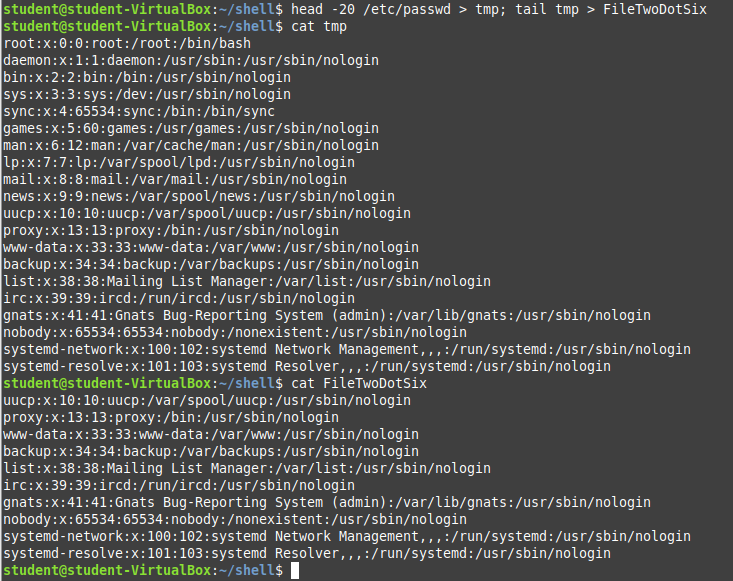 student@student-VirtualBox:~/shell$ head -20 /etc/passwd > tmp; tail tmp > FileTwoDotSix
student@student-VirtualBox:~/shell$ cat tmp
root:x:0:0:root:/root:/bin/bash
daemon:x:1:1:daemon:/usr/sbin:/usr/sbin/nologin
bin:x:2:2:bin:/bin:/usr/sbin/nologin
sys:x:3:3:sys:/dev:/usr/sbin/nologin
sync:x:4:65534:sync:/bin:/bin/sync
games:x:5:60:games:/usr/games:/usr/sbin/nologin
man:x:6:12:man:/var/cache/man:/usr/sbin/nologin
lp:x:7:7:lp:/var/spool/lpd:/usr/sbin/nologin
mail:x:8:8:mail:/var/mail:/usr/sbin/nologin
news:x:9:9:news:/var/spool/news:/usr/sbin/nologin
uucp:x:10:10:uucp:/var/spool/uucp:/usr/sbin/nologin
proxy:x:13:13:proxy:/bin:/usr/sbin/nologin
www-data:x:33:33:www-data:/var/www:/usr/sbin/nologin
backup:x:34:34:backup:/var/backups:/usr/sbin/nologin
list:x:38:38:Mailing List Manager:/var/list:/usr/sbin/nologin
irc:x:39:39:ircd:/run/ircd:/usr/sbin/nologin
gnats:x:41:41:Gnats Bug-Reporting System (admin):/var/lib/gnats:/usr/sbin/nologin
nobody:x:65534:65534:nobody:/nonexistent:/usr/sbin/nologin
systemd-network:x:100:102:systemd Network Management,,,:/run/systemd:/usr/sbin/nologin
systemd-resolve:x:101:103:systemd Resolver,,,:/run/systemd:/usr/sbin/nologin
student@student-VirtualBox:~/shell$ cat FileTwoDotSix
uucp:x:10:10:uucp:/var/spool/uucp:/usr/sbin/nologin
proxy:x:13:13:proxy:/bin:/usr/sbin/nologin
www-data:x:33:33:www-data:/var/www:/usr/sbin/nologin
backup:x:34:34:backup:/var/backups:/usr/sbin/nologin
list:x:38:38:Mailing List Manager:/var/list:/usr/sbin/nologin
irc:x:39:39:ircd:/run/ircd:/usr/sbin/nologin
gnats:x:41:41:Gnats Bug-Reporting System (admin):/var/lib/gnats:/usr/sbin/nologin
nobody:x:65534:65534:nobody:/nonexistent:/usr/sbin/nologin
systemd-network:x:100:102:systemd Network Management,,,:/run/systemd:/usr/sbin/nologin
systemd-resolve:x:101:103:systemd Resolver,,,:/run/systemd:/usr/sbin/nologin
student@student-VirtualBox:~/shell$